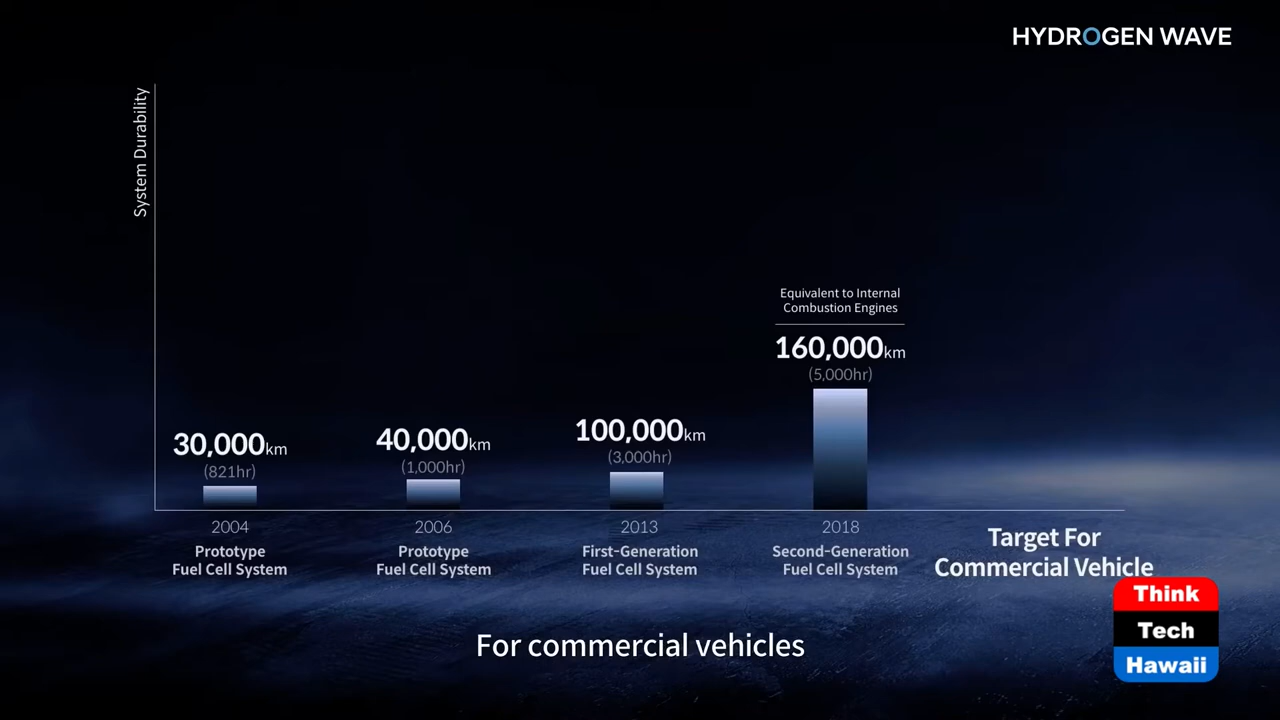 HYDROGEN WAVE
System Durability
Equivalent to Internal
Combustion Engines
160,000km
(5,000hr)
100,000km
(3,000hr)
40,000km
(1,000hr)
30,000km
(821hr)
2004
Prototype
Fuel Cell System
2006
Prototype
Fuel Cell System
2013
First-Generation
Fuel Cell System
2018
Second-Generation
Fuel Cell System
Target For
Commercial Vehicle
For commercial vehicles
Think
Tech
Hawaii